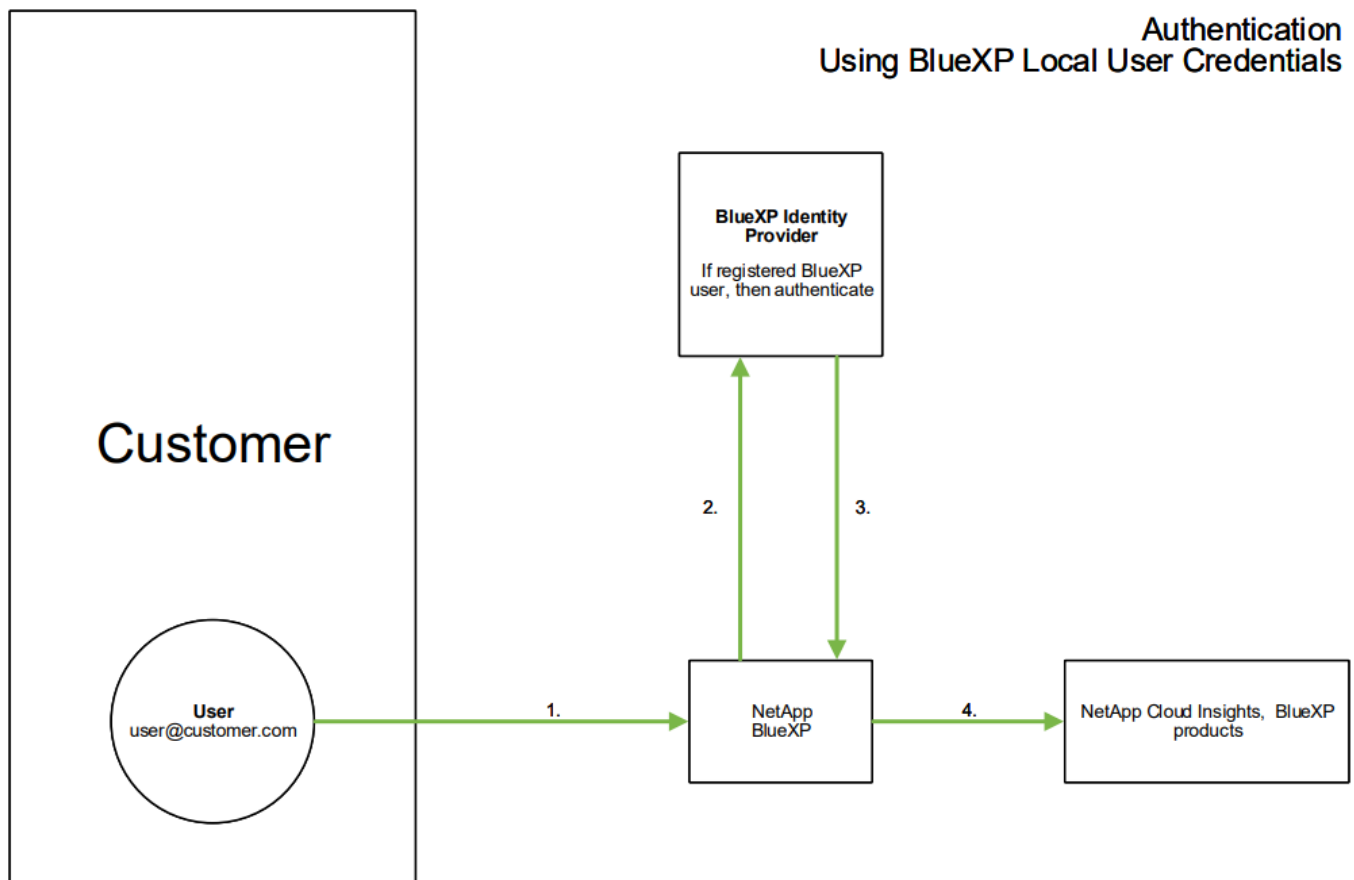 Authentication
Using BlueXP Local User Credentials
BlueXP Identity
Provider
If registered BlueXP
user, then authenticate
Customer
2.
3.
User
user@customer.com
1.
NetApp
BlueXP
4.
NetApp Cloud Insights,  BlueXP
products